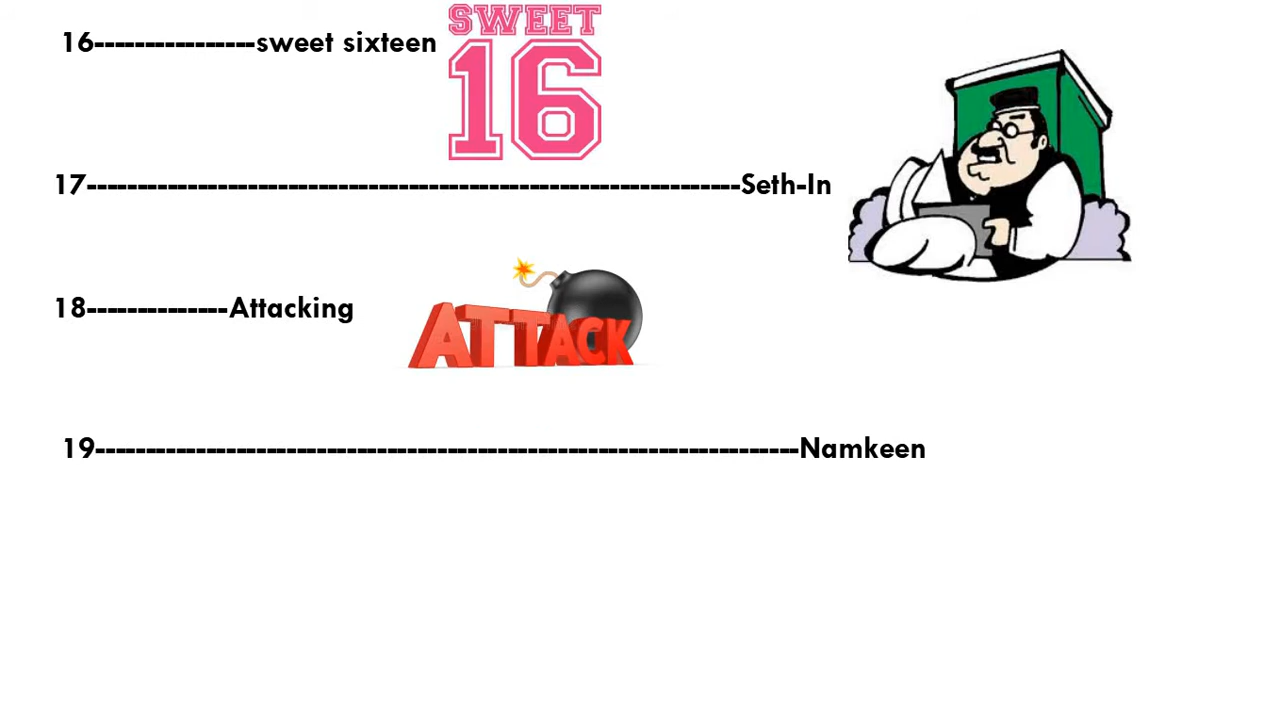 16----------------sweet sixteen
SWEET
16
17-----------------------------------------------------------------Seth-In
18--------------Attacking
ATTACK
19----------------------------------------------------------------------Namkeen